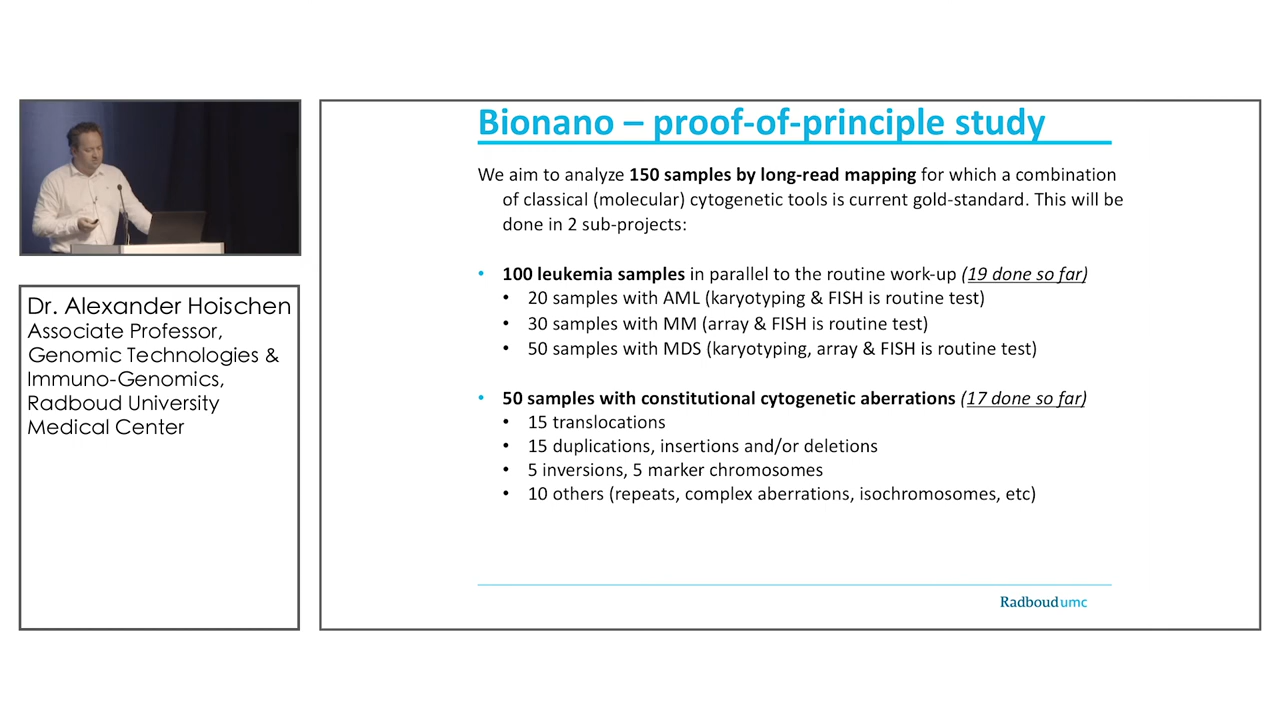 Bionano – proof-of-principle study
We aim to analyze 150 samples by long-read mapping for which a combination
of classical (molecular) cytogenetic tools is current gold-standard. This will be
done in 2 sub-projects:
• 100 leukemia samples in parallel to the routine work-up (19 done so far)
• 20 samples with AML (karyotyping & FISH is routine test)
• 30 samples with MM (array & FISH is routine test)
• 50 samples with MDS (karyotyping, array & FISH is routine test)
• 50 samples with constitutional cytogenetic aberrations (17 done so far)
• 15 translocations
• 15 duplications, insertions and/or deletions
• 5 inversions, 5 marker chromosomes
• 10 others (repeats, complex aberrations, isochromosomes, etc)
Radboudumc
Dr. Alexander Hoischen
Associate Professor,
Genomic Technologies &
Immuno-Genomics,
Radboud University
Medical Center